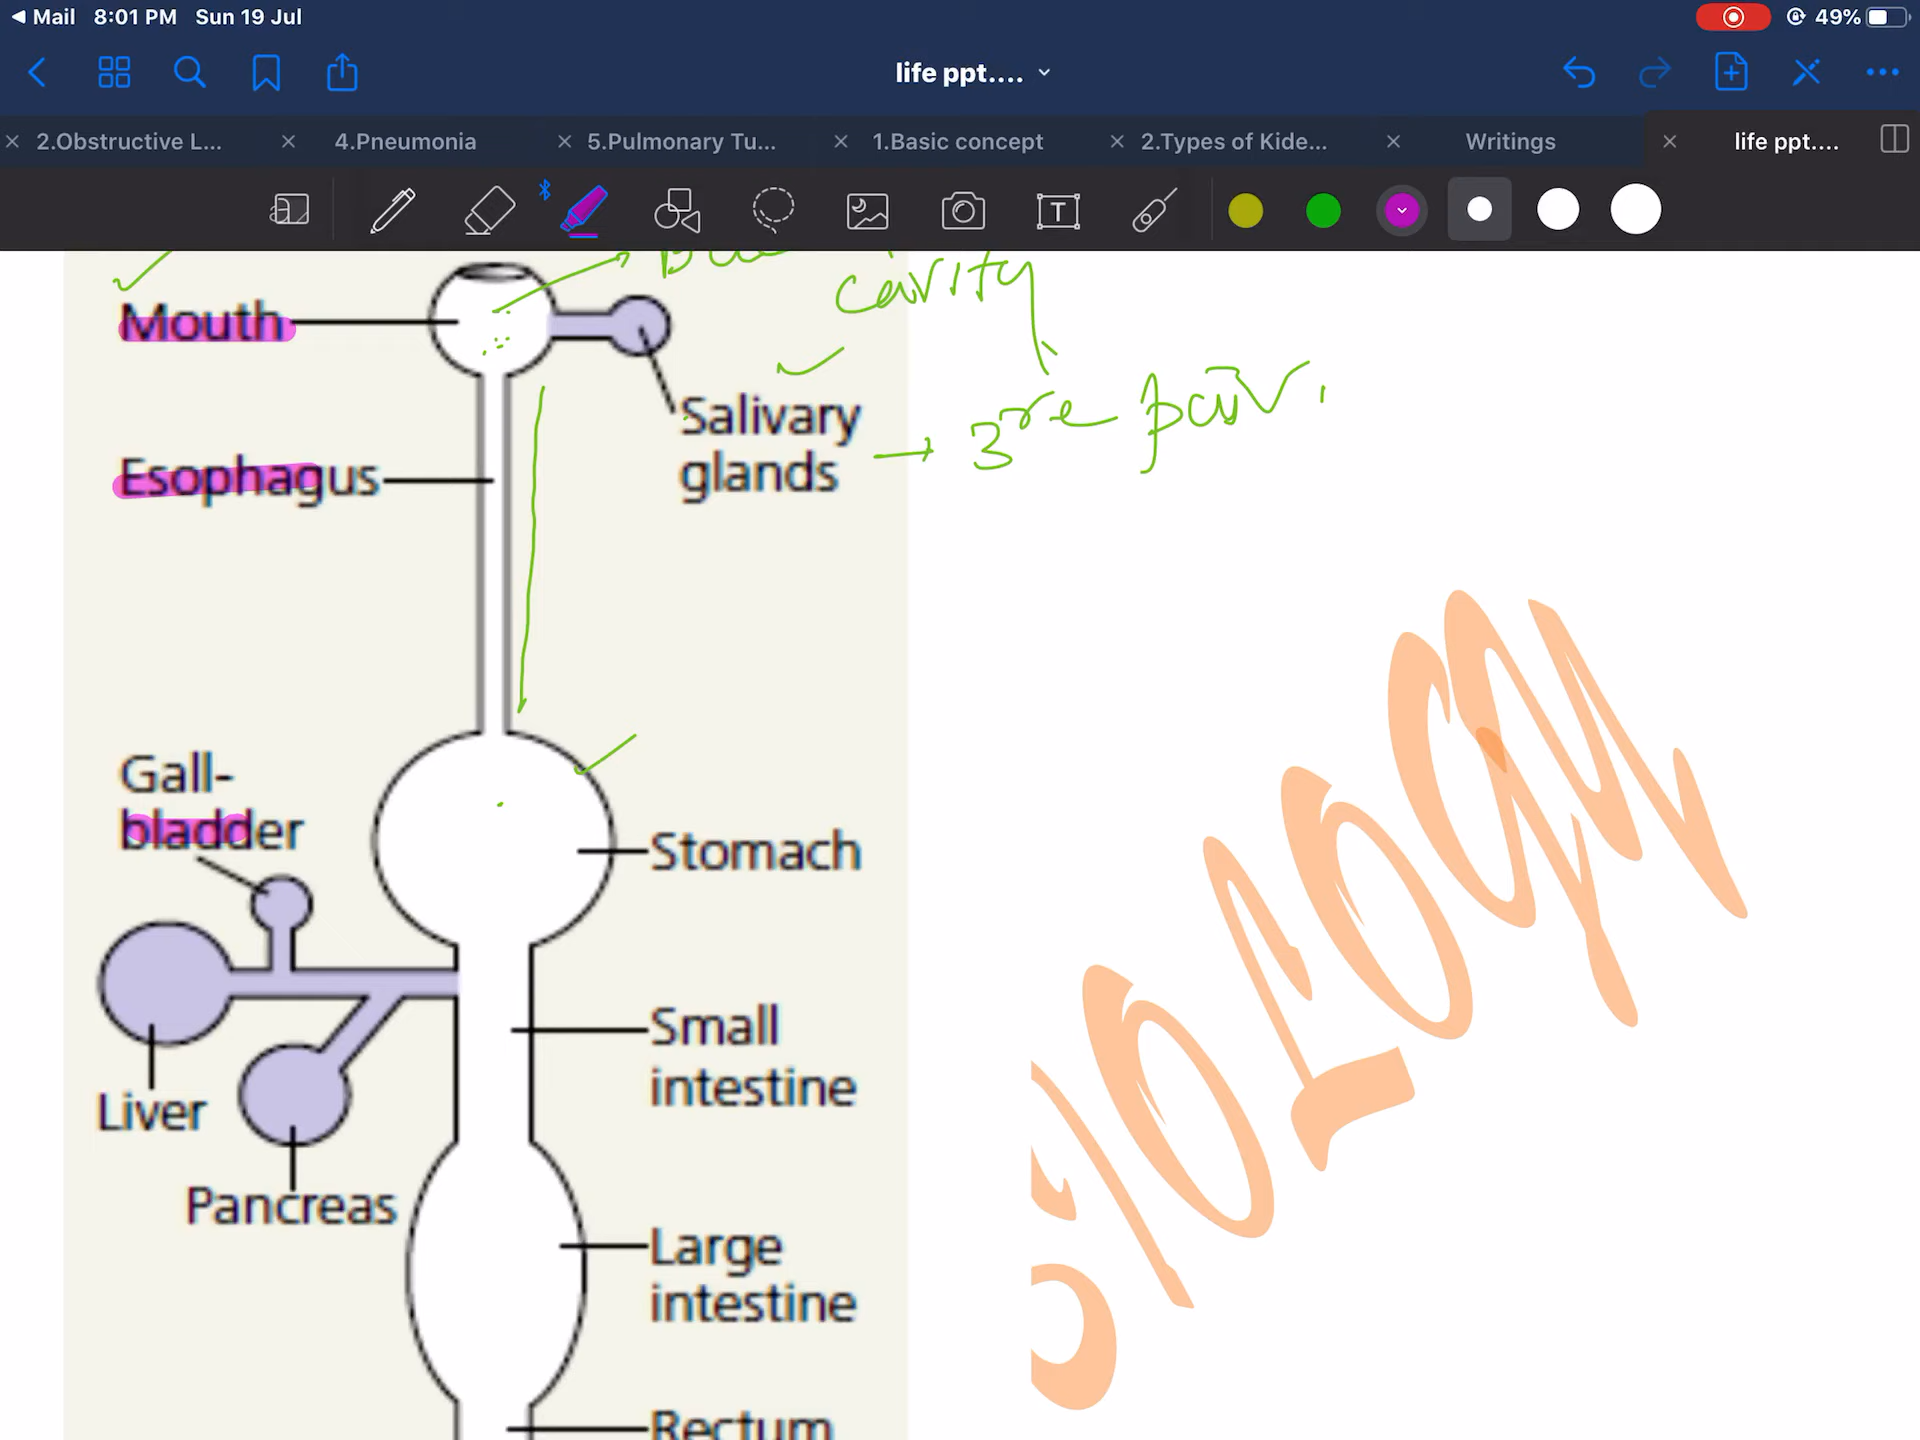 Mail 8:01 PM Sun 19 Jul
49%
life ppt....
2.Obstructive L...
4.Pneumonia
5.Pulmonary Tu...
1.Basic concept
2.Types of Kide...
Writings
life ppt....
T
cavity
Mouth
Salivary
glands
→ 3
Esophagus
Gall-
bladder
Stomach
Small
intestine
Liver
Pancreas
Large
intestine
Rectum